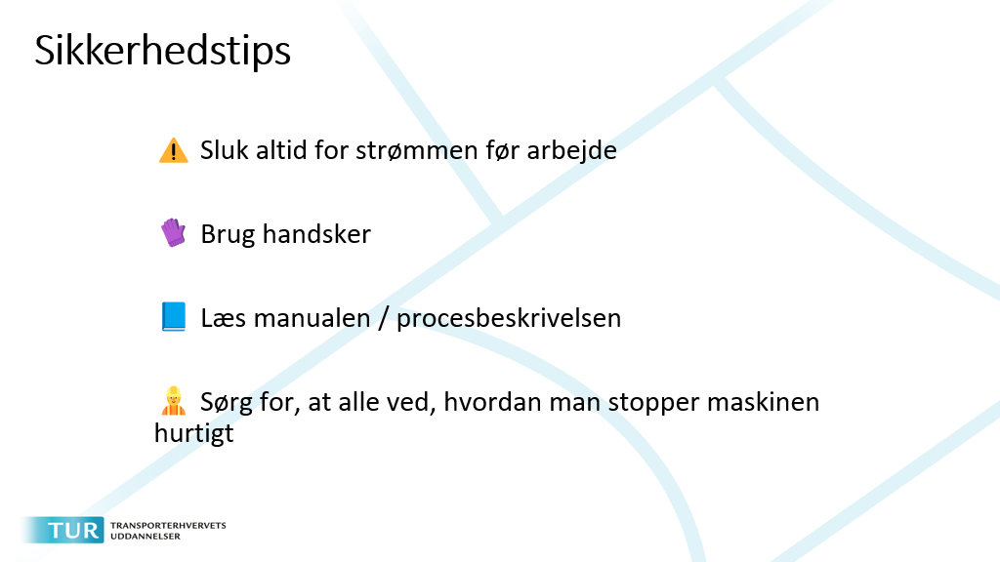 Sikkerhedstips
⚠️ Sluk altid for strømmen før arbejde
🧤 Brug handsker
📘 Læs manualen / procesbeskrivelsen
👷 Sørg for, at alle ved, hvordan man stopper maskinen
hurtigt
TUR TRANSPORTERHVERVETS
UDDANNELSER